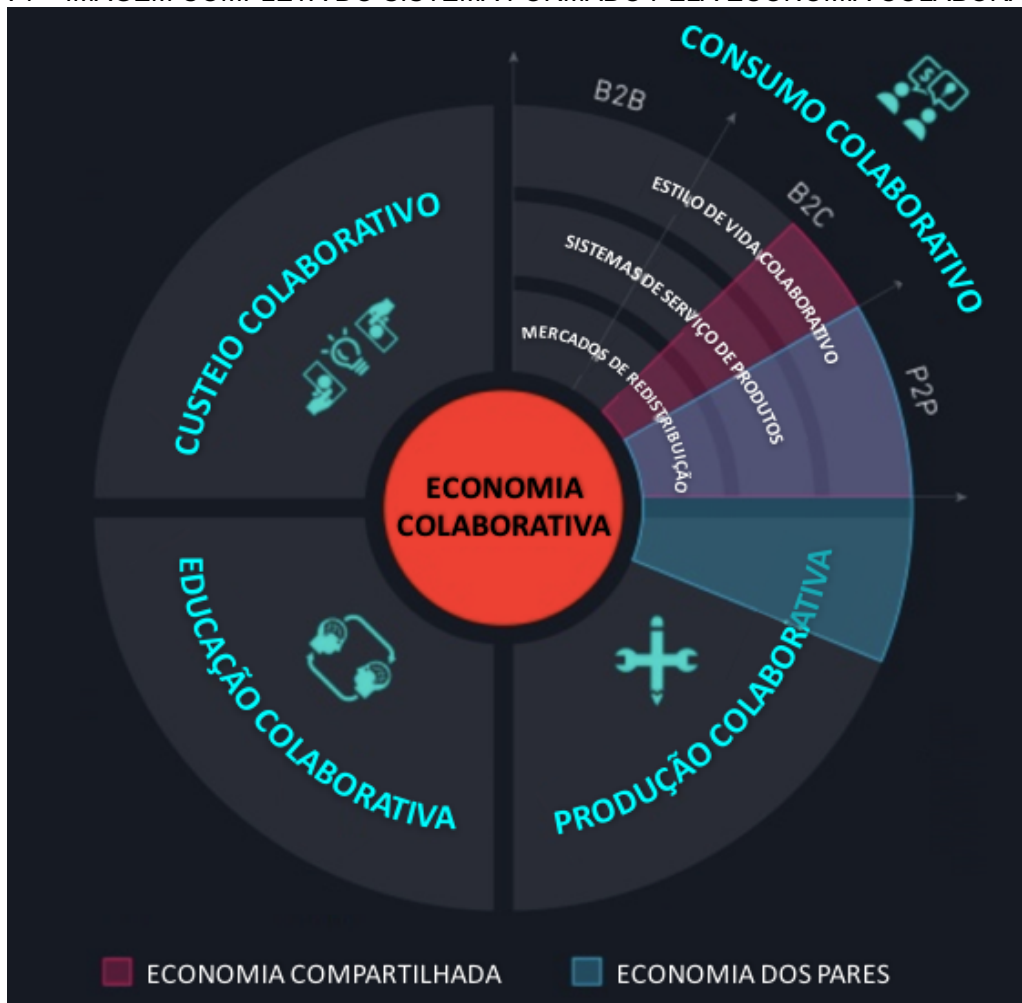 CONSUMO COLABORATIVO
B2B
B2C
P2P
ESTILO DE VIDA COLABORATIVO
SISTEMAS DE SERVIÇO DE PRODUTOS
MERCADOS DE REDISTRIBUIÇÃO
CUSTEIO COLABORATIVO
ECONOMIA
COLABORATIVA
EDUCAÇÃO COLABORATIVA
PRODUÇÃO COLABORATIVA
ECONOMIA COMPARTILHADA
ECONOMIA DOS PARES